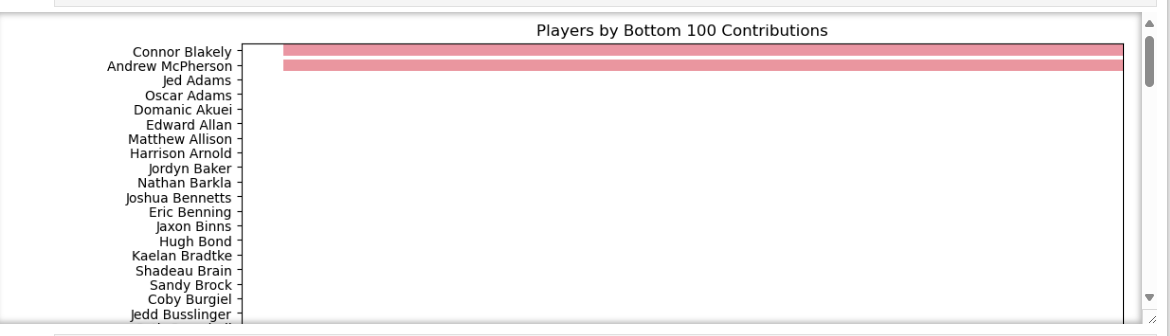 Players by Bottom 100 Contributions
Connor Blakely
Andrew McPherson
Jed Adams
Oscar Adams
Domanic Akuei
Edward Allan
Matthew Allison
Harrison Arnold
Jordyn Baker
Nathan Barkla
Joshua Bennetts
Eric Benning
Jaxon Binns
Hugh Bond
Kaelan Bradtke
Shadeau Brain
Sandy Brock
Coby Burgiel
Jedd Busslinger